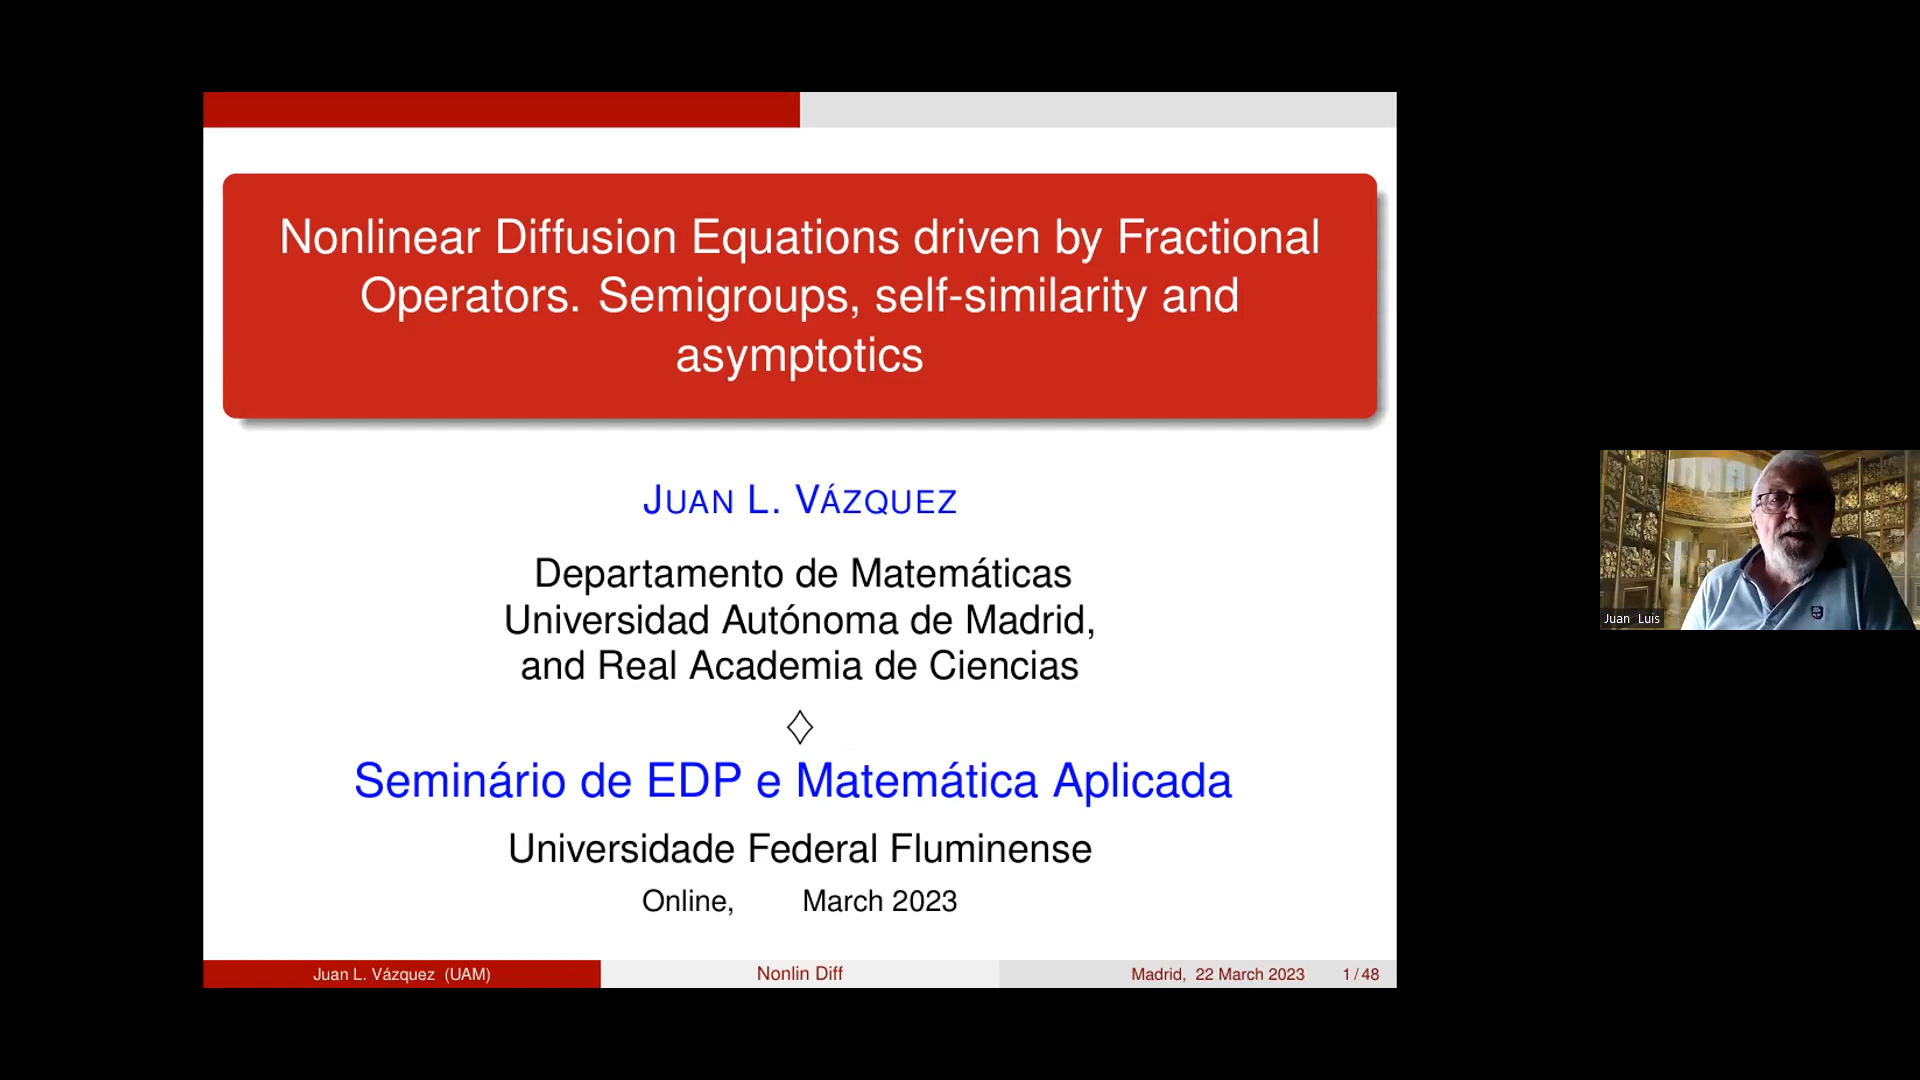 Nonlinear Diffusion Equations driven by Fractional
Operators. Semigroups, self-similarity and
asymptotics
JUAN L. VÁZQUEZ
Departamento de Matemáticas
Universidad Autónoma de Madrid,
and Real Academia de Ciencias
Seminário de EDP e Matemática Aplicada
Universidade Federal Fluminense
Online, March 2023
Juan L. Vázquez (UAM) Nonlin Diff Madrid, 22 March 2023 1 / 48
Juan Luis